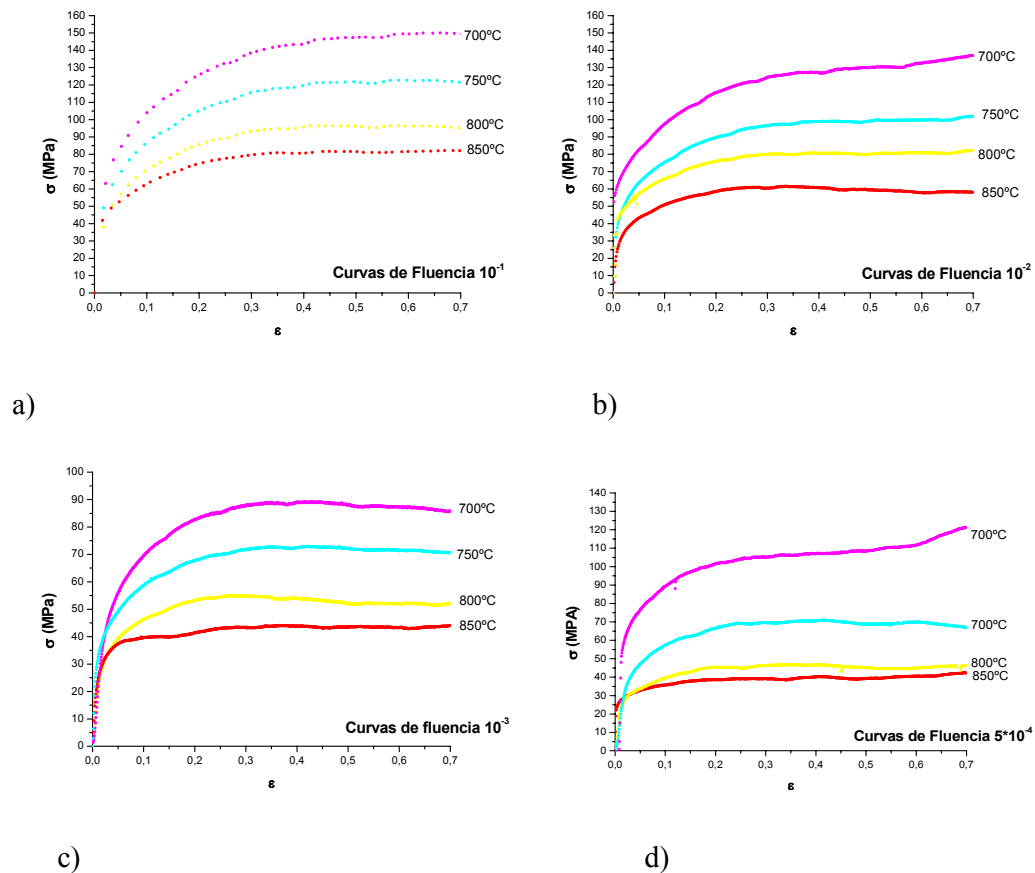 160
150
140
130
120
110
100
90
80
70
60
50
40
30
20
10
0
σ (MPa)
700ºC
750ºC
800ºC
850ºC
Curvas de Fluencia 10⁻¹
0,0 0,1 0,2 0,3 0,4 0,5 0,6 0,7
ε
a)
160
150
140
130
120
110
100
90
80
70
60
50
40
30
20
10
0
σ (MPa)
700ºC
750ºC
800ºC
850ºC
Curvas de Fluencia 10⁻²
0,0 0,1 0,2 0,3 0,4 0,5 0,6 0,7
ε
b)
100
90
80
70
60
50
40
30
20
10
0
σ (MPa)
700ºC
750ºC
800ºC
850ºC
Curvas de fluencia 10⁻³
0,0 0,1 0,2 0,3 0,4 0,5 0,6 0,7
ε
c)
140
130
120
110
100
90
80
70
60
50
40
30
20
10
0
σ (MPA)
700ºC
700ºC
800ºC
850ºC
Curvas de Fluencia 5*10⁻⁴
0,0 0,1 0,2 0,3 0,4 0,5 0,6 0,7
ε
d)